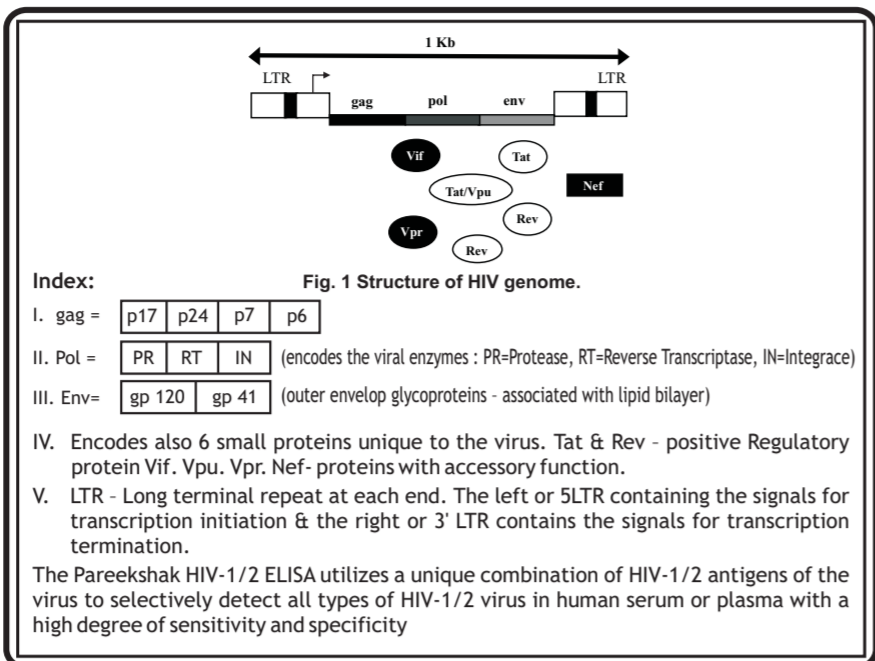 1 Kb
LTR LTR
gag pol env
Vif Tat
Tat/Vpu Nef
Vpr Rev
Rev
Fig. 1 Structure of HIV genome.
Index:
I. gag = p17 p24 p7 p6
II. Pol = PR RT IN (encodes the viral enzymes : PR=Protease, RT=Reverse Transcriptase, IN=Integrace)
III. Env= gp 120 gp 41 (outer envelop glycoproteins - associated with lipid bilayer)
IV. Encodes also 6 small proteins unique to the virus. Tat & Rev - positive Regulatory
protein Vif. Vpu. Vpr. Nef- proteins with accessory function.
V. LTR - Long terminal repeat at each end. The left or 5LTR containing the signals for
transcription initiation & the right or 3' LTR contains the signals for transcription
termination.
The Pareekshak HIV-1/2 ELISA utilizes a unique combination of HIV-1/2 antigens of the
virus to selectively detect all types of HIV-1/2 virus in human serum or plasma with a
high degree of sensitivity and specificity